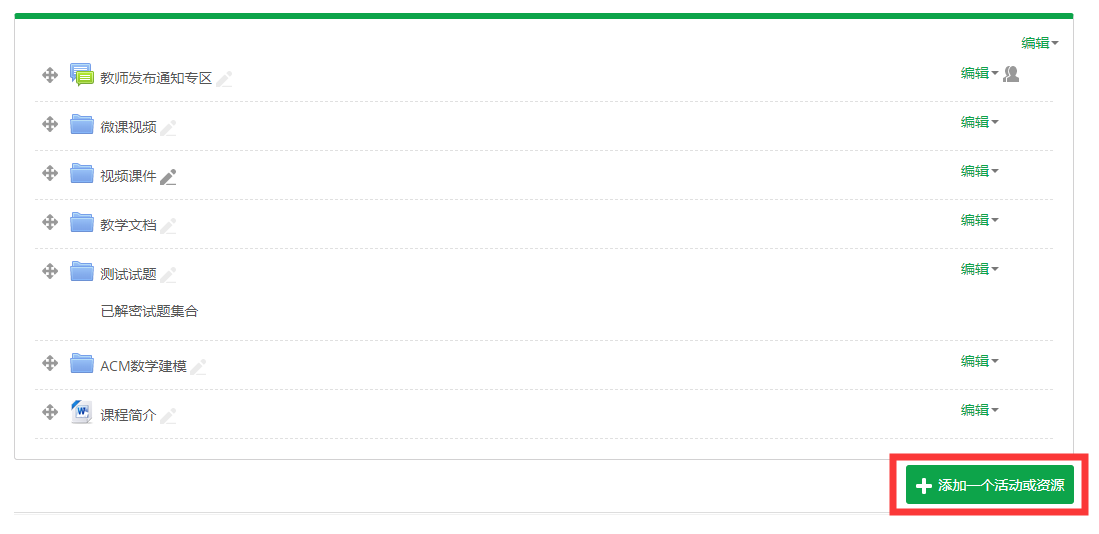 编辑
教师发布通知专区 编辑
微课视频 编辑
视频课件 编辑
教学文档 编辑
测试试题 编辑
已解密试题集合
ACM数学建模 编辑
课程简介 编辑
添加一个活动或资源